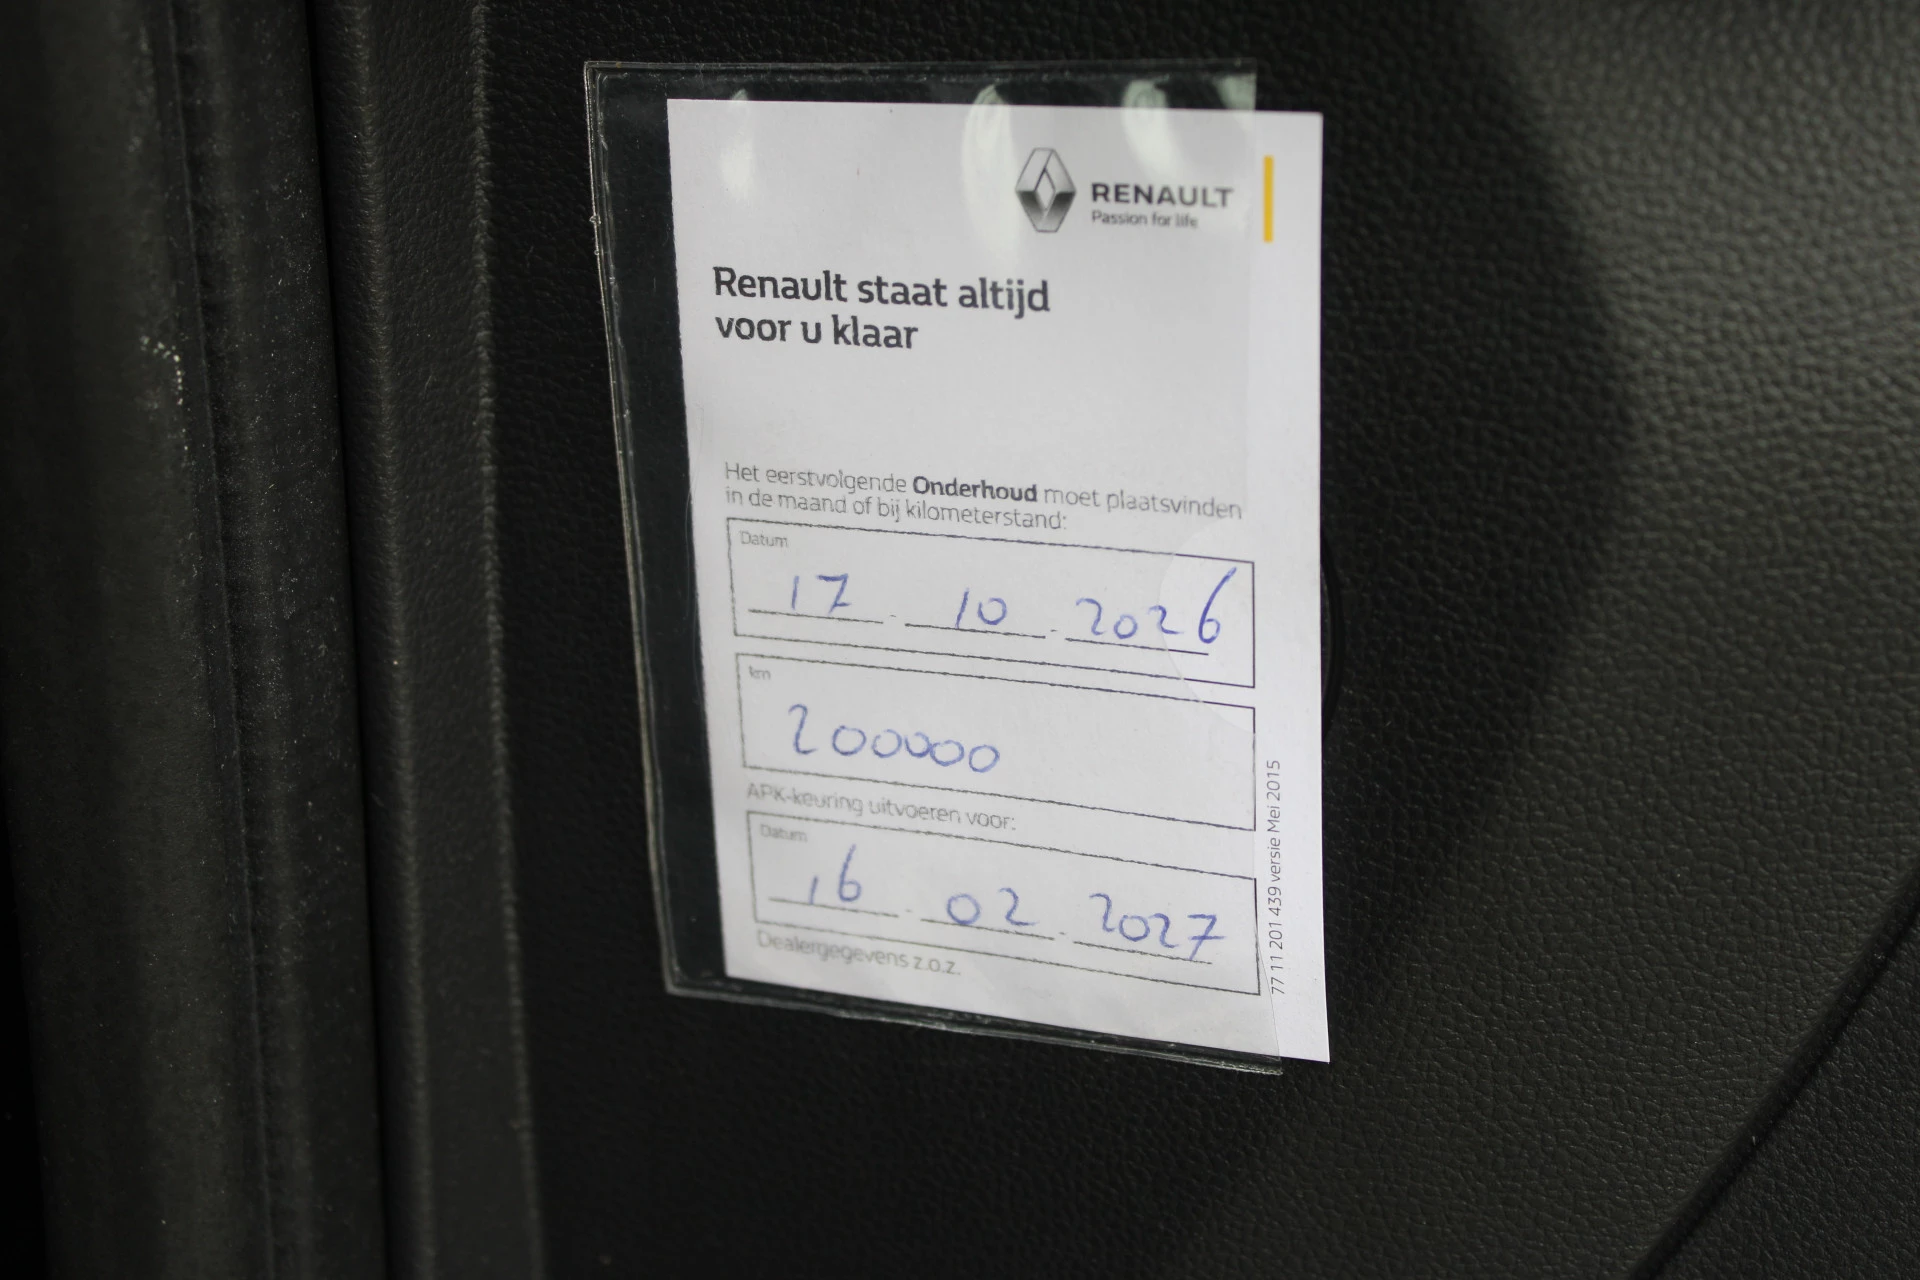 RENAULT
Passion for life
Renault staat altijd
voor u klaar
Het eerstvolgende Onderhoud moet plaatsvinden
in de maand of bij kilometerstand:
Datum
17 . 10 . 2026
km
200000
APK-keuring uitvoeren voor:
Datum
16 . 02 . 2027
Dealergegevens z.o.z.
77 11 201 439 versie Mei 2015